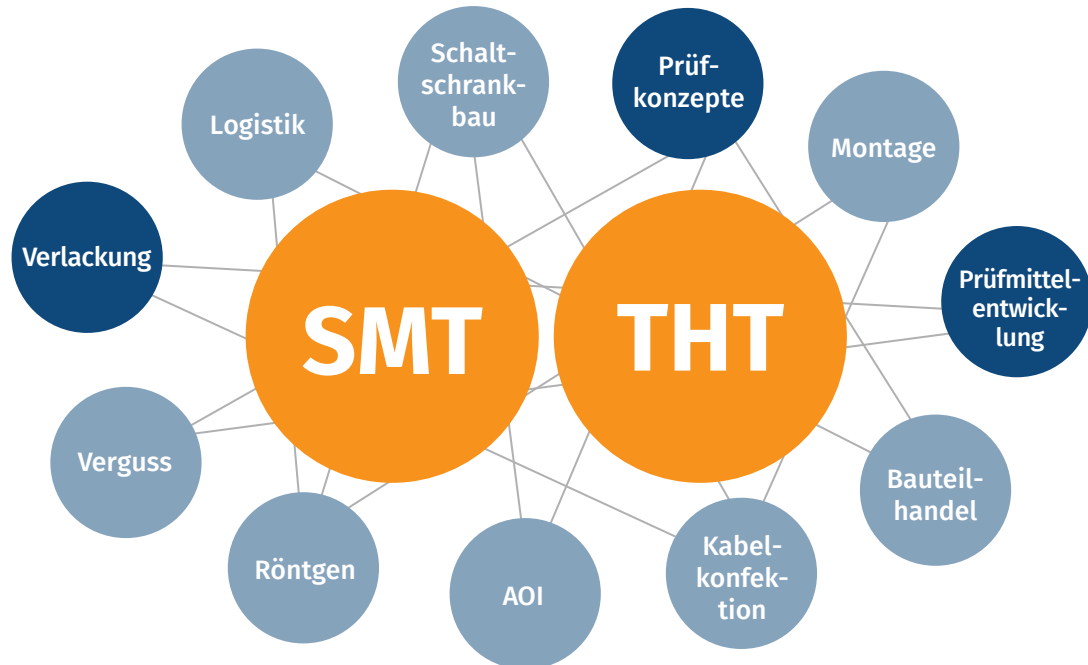 Schalt-
schrank-
bau
Prüf-
konzepte
Logistik
Montage
Verlackung
Prüfmittel-
entwick-
lung
SMT
THT
Verguss
Bauteil-
handel
Röntgen
AOI
Kabel-
konfek-
tion